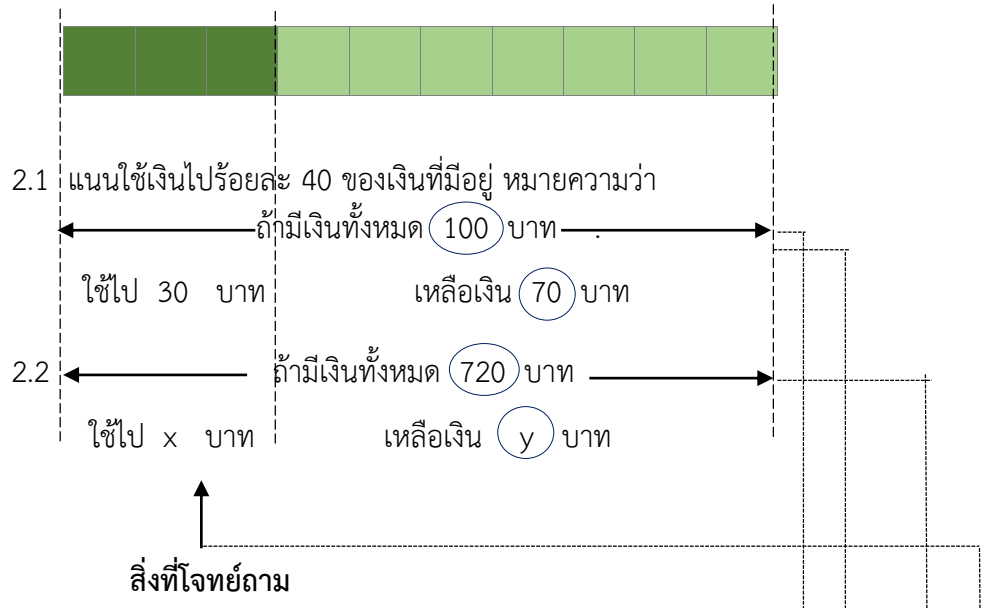 2.1 แนนใช้เงินไปร้อยละ 40 ของเงินที่มีอยู่ หมายความว่า
ถ้ามีเงินทั้งหมด 100 บาท .
ใช้ไป 30 บาท เหลือเงิน 70 บาท
2.2 ถ้ามีเงินทั้งหมด 720 บาท
ใช้ไป x บาท เหลือเงิน y บาท
สิ่งที่โจทย์ถาม